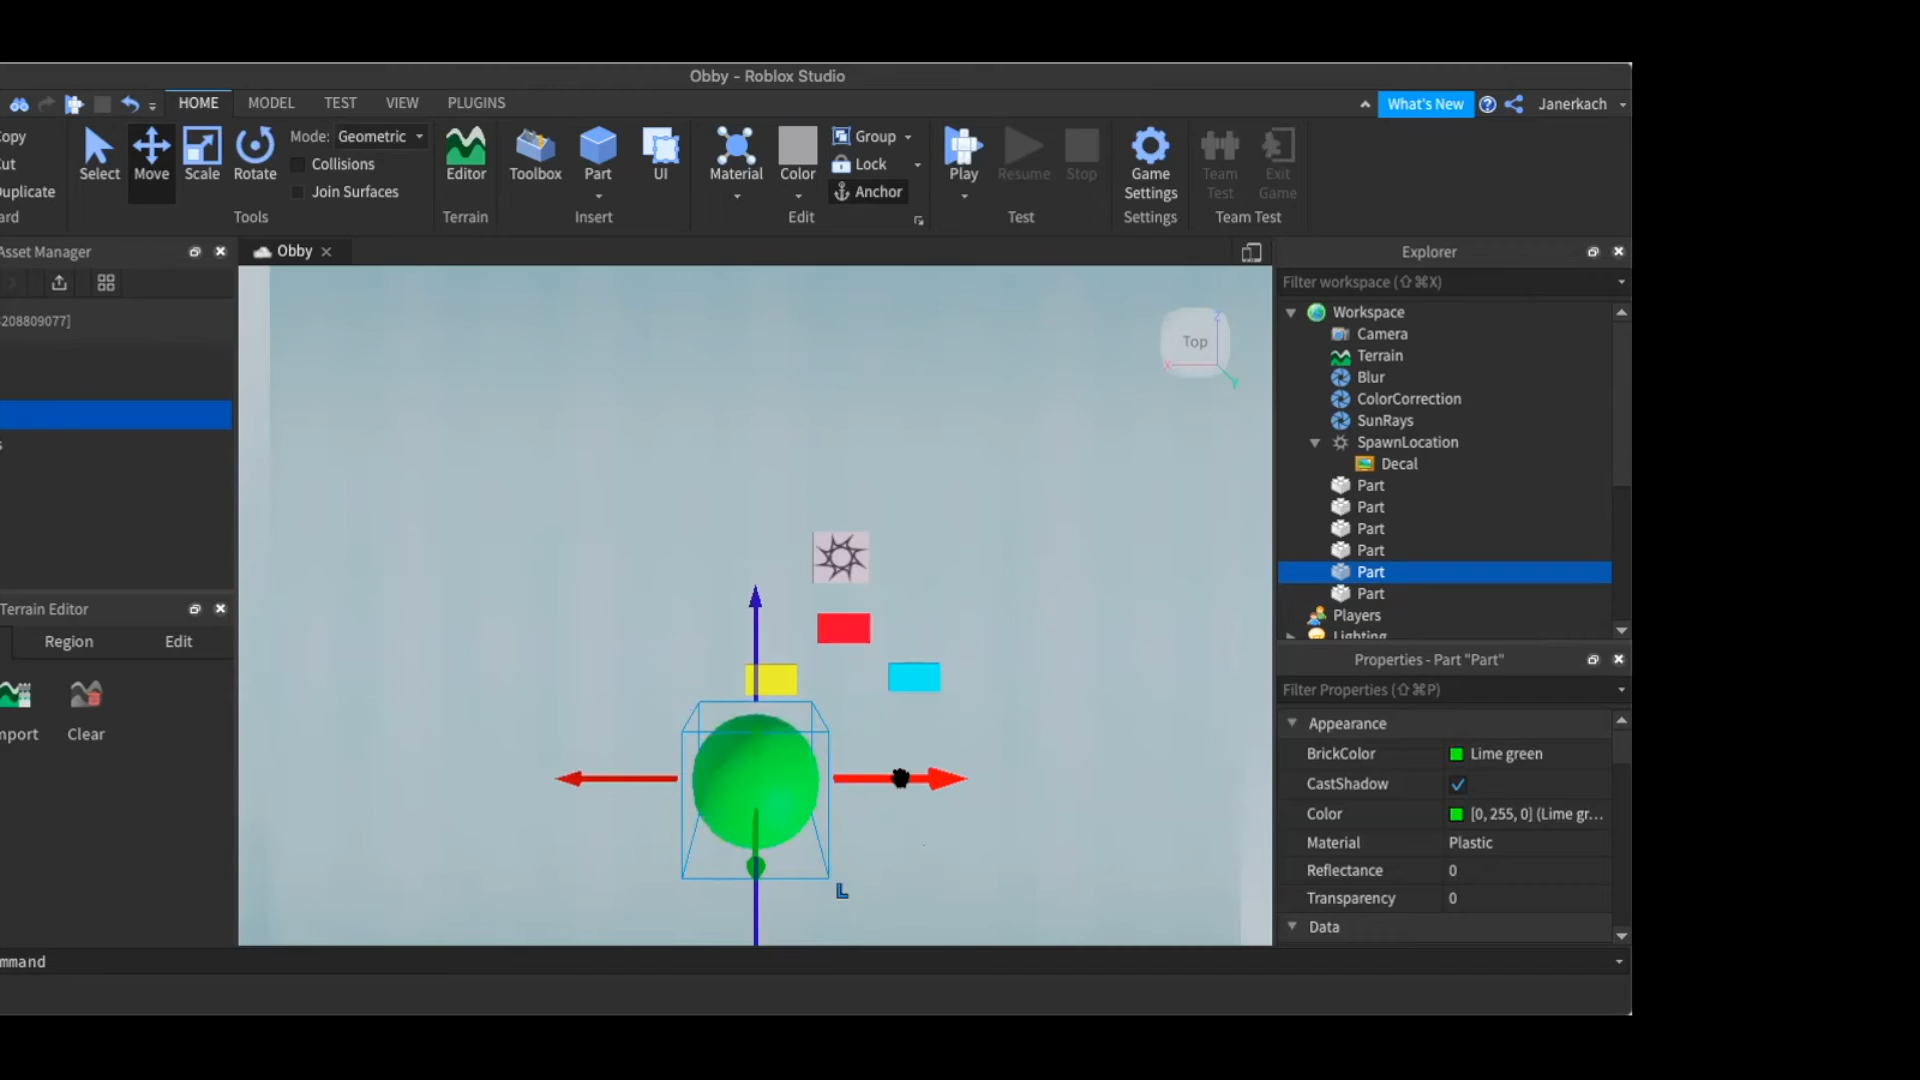 Obby - Roblox Studio
HOME MODEL TEST VIEW PLUGINS
What's New
Janerkach
opy
ut
uplicate
ard
Select
Move
Scale
Rotate
Mode: Geometric
Collisions
Join Surfaces
Tools
Editor
Terrain
Toolbox
Part
UI
Insert
Material
Color
Group
Lock
Anchor
Edit
Play
Resume
Stop
Test
Game
Settings
Settings
Team
Test
Exit
Game
Team Test
Asset Manager
208809077]
Obby
Top
X
Z
Y
L
Terrain Editor
Region
Edit
mport
Clear
Explorer
Filter workspace (⇧⌘X)
Workspace
Camera
Terrain
Blur
ColorCorrection
SunRays
SpawnLocation
Decal
Part
Part
Part
Part
Part
Part
Players
Lighting
Properties - Part "Part"
Filter Properties (⇧⌘P)
Appearance
BrickColor Lime green
CastShadow
Color [0, 255, 0] (Lime gr...
Material Plastic
Reflectance 0
Transparency 0
Data
mmand